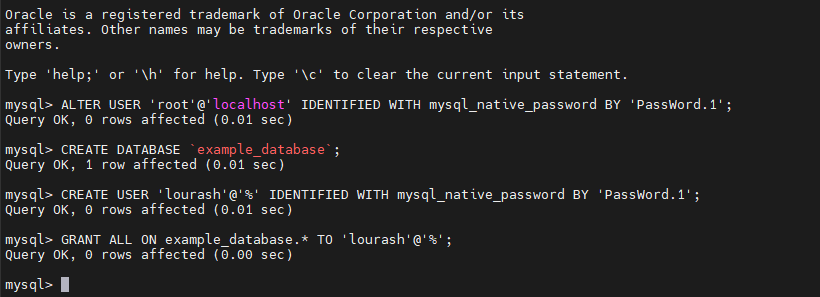 Oracle is a registered trademark of Oracle Corporation and/or its
affiliates. Other names may be trademarks of their respective
owners.
Type 'help;' or '\h' for help. Type '\c' to clear the current input statement.
mysql> ALTER USER 'root'@'localhost' IDENTIFIED WITH mysql_native_password BY 'PassWord.1';
Query OK, 0 rows affected (0.01 sec)
mysql> CREATE DATABASE `example_database`;
Query OK, 1 row affected (0.01 sec)
mysql> CREATE USER 'lourash'@'%' IDENTIFIED WITH mysql_native_password BY 'PassWord.1';
Query OK, 0 rows affected (0.01 sec)
mysql> GRANT ALL ON example_database.* TO 'lourash'@'%';
Query OK, 0 rows affected (0.00 sec)
mysql>